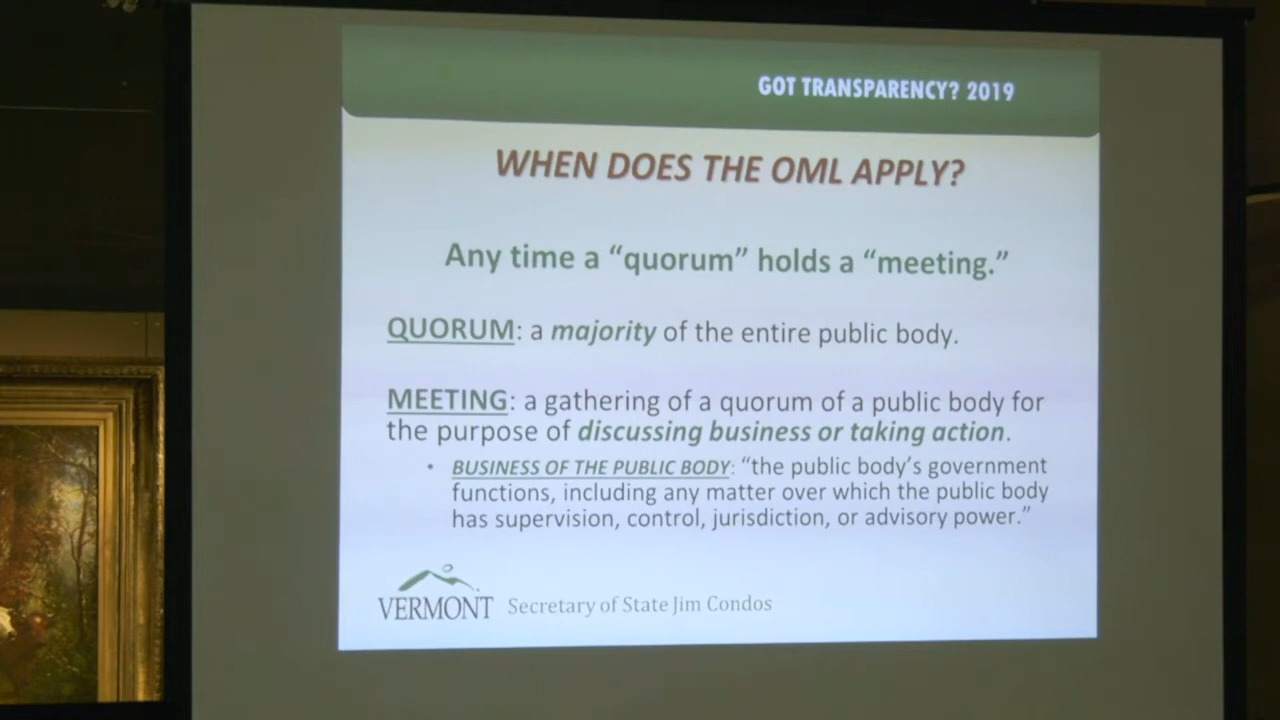 GOT TRANSPARENCY? 2019
WHEN DOES THE OML APPLY?
Any time a “quorum” holds a “meeting.”
QUORUM: a majority of the entire public body.
MEETING: a gathering of a quorum of a public body for
the purpose of discussing business or taking action.
• BUSINESS OF THE PUBLIC BODY: “the public body’s government
functions, including any matter over which the public body
has supervision, control, jurisdiction, or advisory power.”
VERMONT Secretary of State Jim Condos